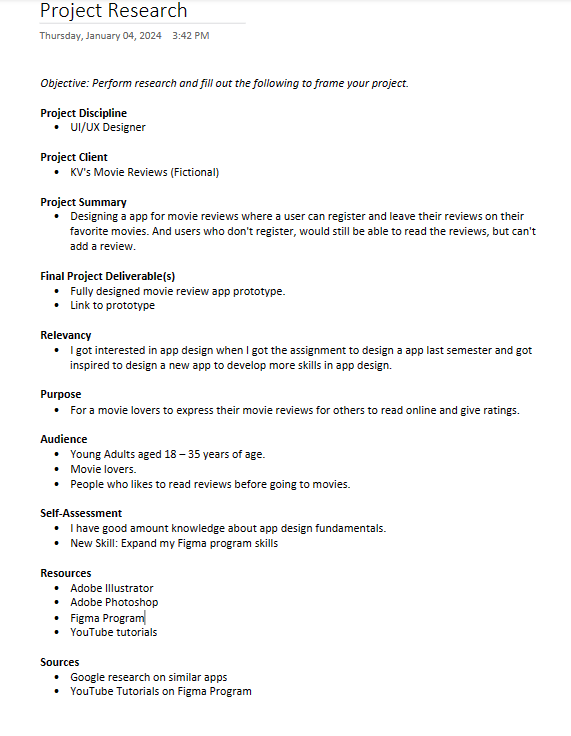 Project Research
Thursday, January 04, 2024 3:42 PM
Objective: Perform research and fill out the following to frame your project.
Project Discipline
• UI/UX Designer
Project Client
• KV's Movie Reviews (Fictional)
Project Summary
• Designing a app for movie reviews where a user can register and leave their reviews on their
favorite movies. And users who don't register, would still be able to read the reviews, but can't
add a review.
Final Project Deliverable(s)
• Fully designed movie review app prototype.
• Link to prototype
Relevancy
• I got interested in app design when I got the assignment to design a app last semester and got
inspired to design a new app to develop more skills in app design.
Purpose
• For a movie lovers to express their movie reviews for others to read online and give ratings.
Audience
• Young Adults aged 18 – 35 years of age.
• Movie lovers.
• People who likes to read reviews before going to movies.
Self-Assessment
• I have good amount knowledge about app design fundamentals.
• New Skill: Expand my Figma program skills
Resources
• Adobe Illustrator
• Adobe Photoshop
• Figma Program
• YouTube tutorials
Sources
• Google research on similar apps
• YouTube Tutorials on Figma Program